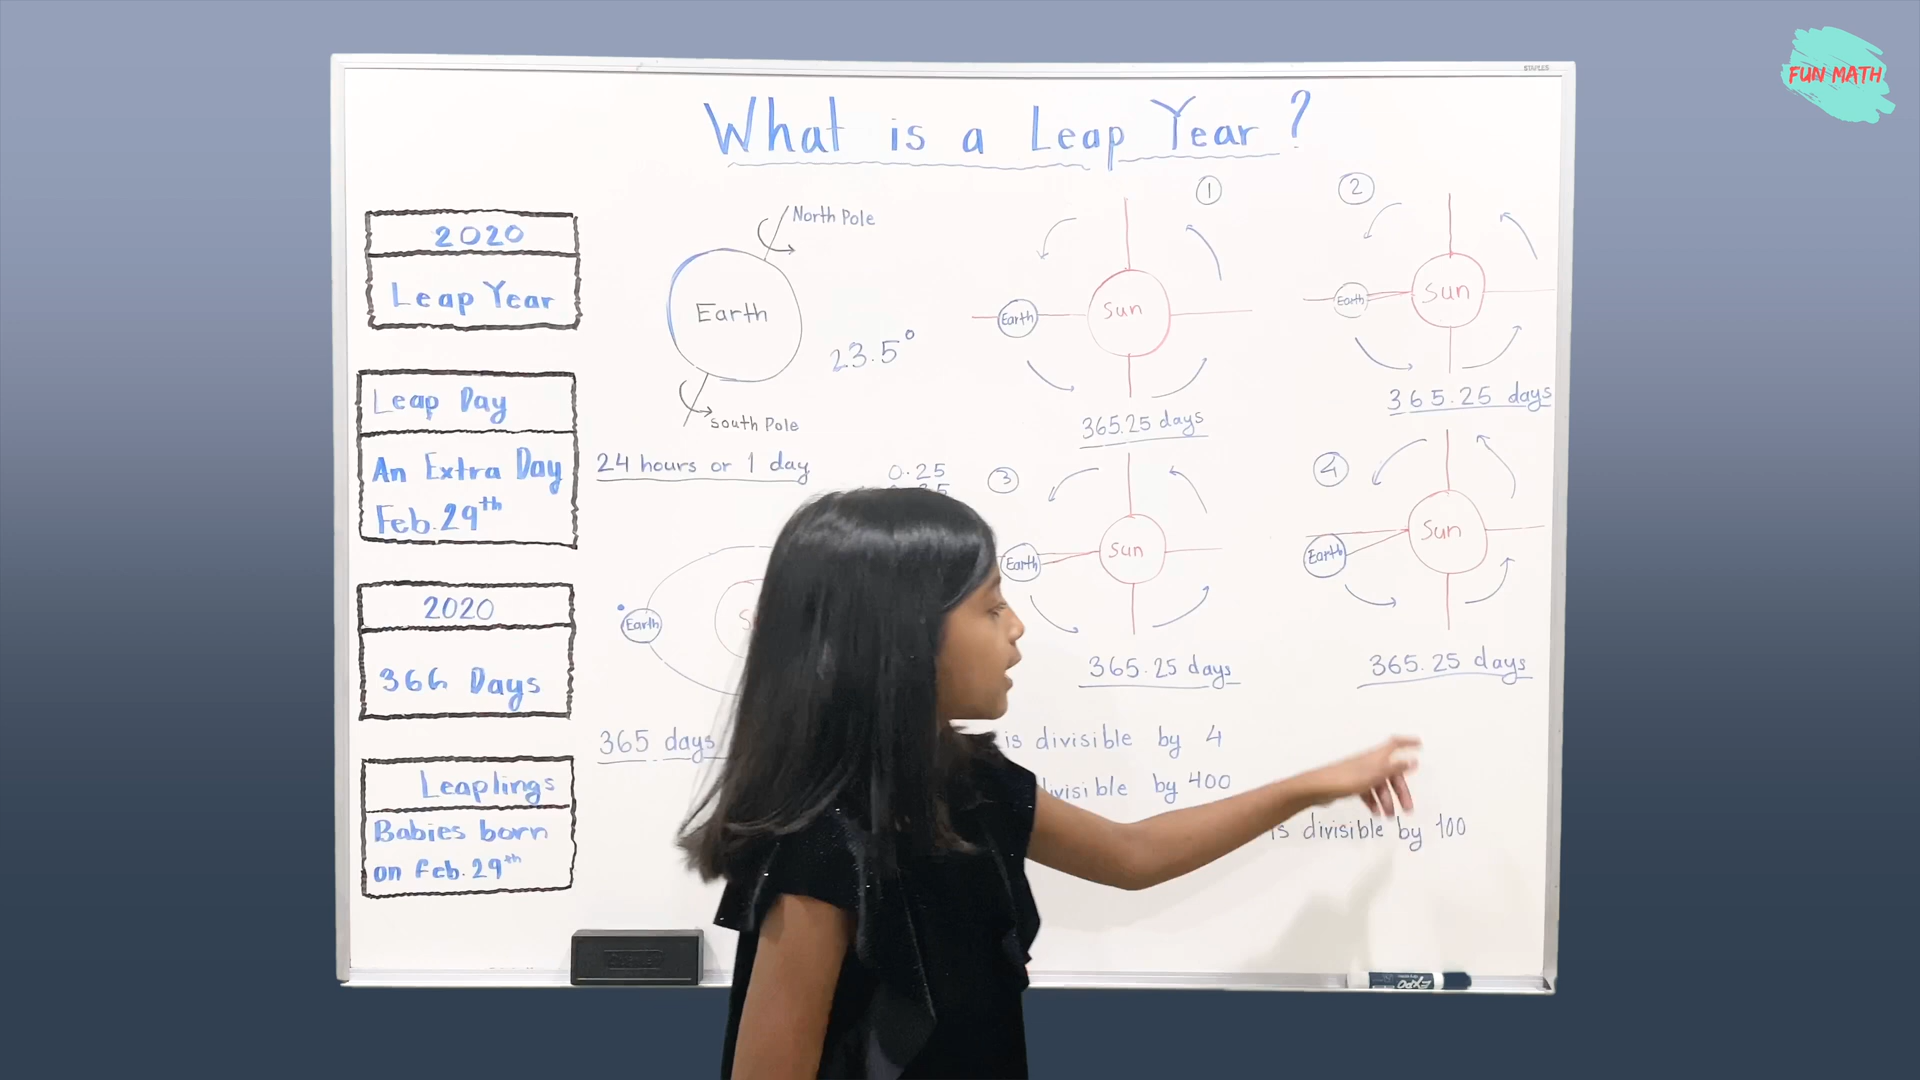 STAPLES
FUN MATH
What is a Leap Year?
2020
Leap Year
Leap Day
An Extra Day
Feb. 29th
2020
366 Days
Leaplings
Babies born
on Feb. 29th
North Pole
Earth
23.5°
South Pole
24 hours or 1 day
0.25
Earth
365 days
1
Earth
Sun
365.25 days
2
Earth
Sun
365.25 days
3
Earth
Sun
365.25 days
4
Earth
Sun
365.25 days
is divisible by 4
divisible by 400
is divisible by 100
EXPO